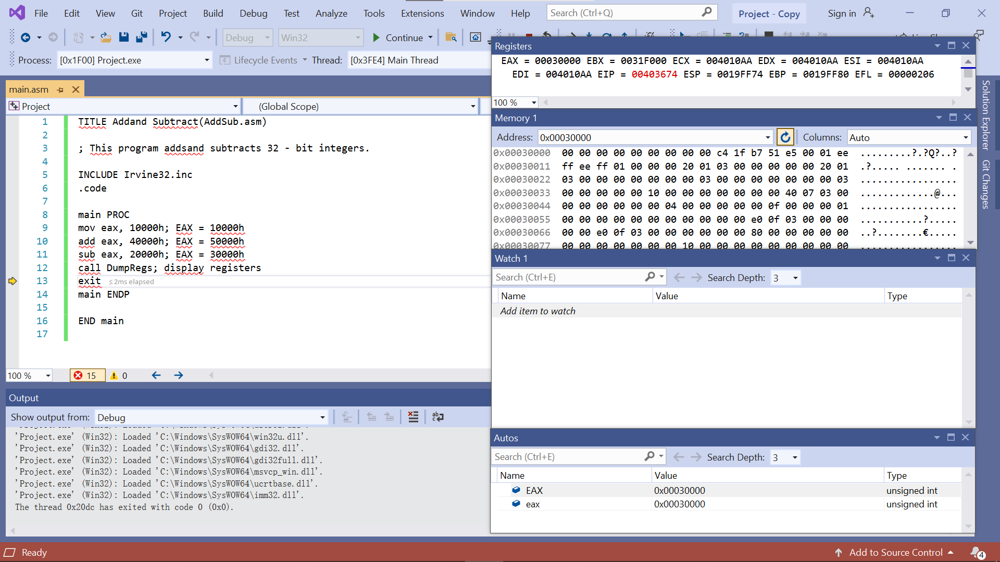 File Edit View Git Project Build Debug Test Analyze Tools Extensions Window Help Search (Ctrl+Q) Project - Copy Sign in
Debug Win32 Continue
Process: [0x1F00] Project.exe Lifecycle Events Thread: [0x3FE4] Main Thread
main.asm
Project (Global Scope)
1 TITLE Addand Subtract(AddSub.asm)
2
3 ; This program addsand subtracts 32 - bit integers.
4
5 INCLUDE Irvine32.inc
6 .code
7
8 main PROC
9 mov eax, 10000h; EAX = 10000h
10 add eax, 40000h; EAX = 50000h
11 sub eax, 20000h; EAX = 30000h
12 call DumpRegs; display registers
13 exit ≤2ms elapsed
14 main ENDP
15
16 END main
17
100 % 15 0
Output
Show output from: Debug
'Project.exe' (Win32): Loaded 'C:\Windows\SysWOW64\win32u.dll'.
'Project.exe' (Win32): Loaded 'C:\Windows\SysWOW64\gdi32.dll'.
'Project.exe' (Win32): Loaded 'C:\Windows\SysWOW64\gdi32full.dll'.
'Project.exe' (Win32): Loaded 'C:\Windows\SysWOW64\msvcp_win.dll'.
'Project.exe' (Win32): Loaded 'C:\Windows\SysWOW64\ucrtbase.dll'.
'Project.exe' (Win32): Loaded 'C:\Windows\SysWOW64\imm32.dll'.
The thread 0x20dc has exited with code 0 (0x0).
Registers
EAX = 00030000 EBX = 0031F000 ECX = 004010AA EDX = 004010AA ESI = 004010AA
EDI = 004010AA EIP = 00403674 ESP = 0019FF74 EBP = 0019FF80 EFL = 00000206
100 %
Memory 1
Address: 0x00030000 Columns: Auto
0x00030000 00 00 00 00 00 00 00 00 00 c4 1f b7 51 e5 00 01 ee .........?.?Q?..?
0x00030011 ff ee ff 01 00 00 00 20 01 03 00 00 00 00 00 20 01 .?..... ....... .
0x00030022 03 00 00 00 00 00 00 00 03 00 00 00 00 00 00 00 03 .................
0x00030033 00 00 00 00 00 10 00 00 00 00 00 00 00 40 07 03 00 .............@...
0x00030044 00 00 00 00 00 00 04 00 00 00 00 00 0f 00 00 00 01 .................
0x00030055 00 00 00 00 00 00 00 00 00 00 00 e0 0f 03 00 00 00 ...........?.....
0x00030066 00 00 e0 0f 03 00 00 00 00 00 00 80 00 00 00 00 00 ..?........€.....
0x00030077 00 00 00 00 00 00 00 10 00 00 00 00 00 00 00 00 00 .................
Watch 1
Search (Ctrl+E) Search Depth: 3
Name Value Type
Add item to watch
Autos
Search (Ctrl+E) Search Depth: 3
Name Value Type
EAX 0x00030000 unsigned int
eax 0x00030000 unsigned int
Solution Explorer
Git Changes
Ready Add to Source Control 4